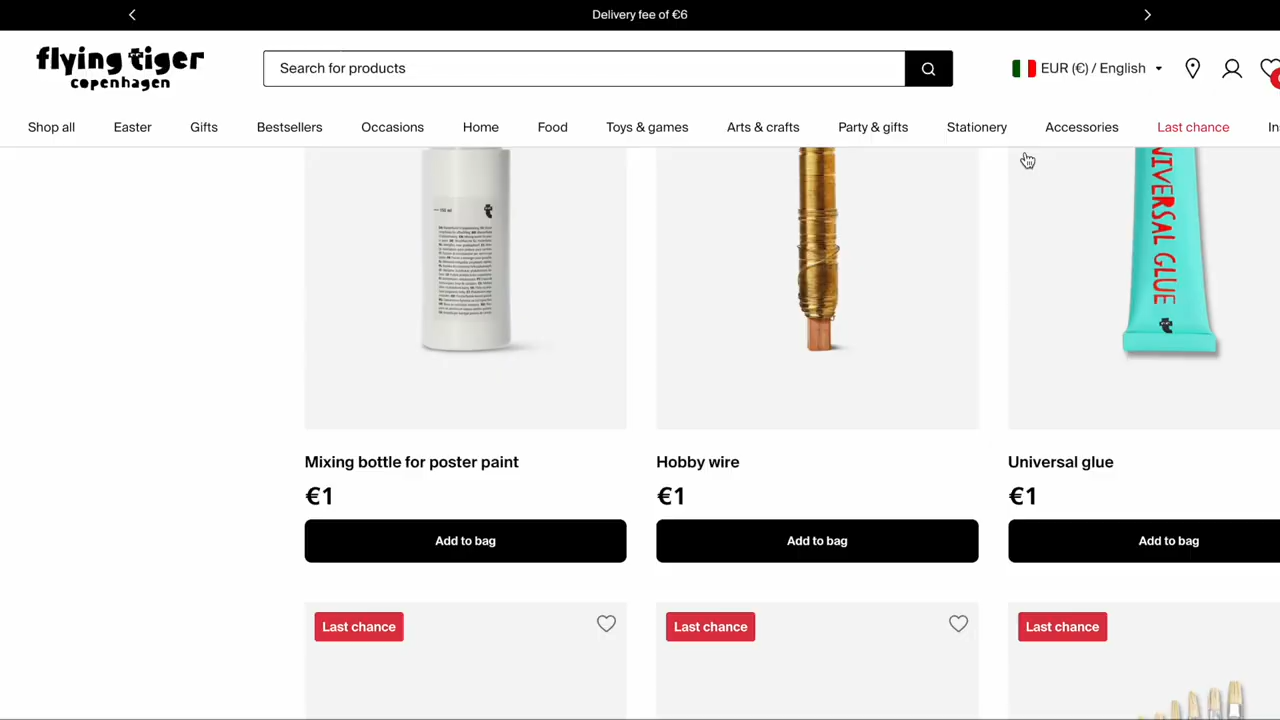 Delivery fee of €6
flying tiger
copenhagen
Search for products
EUR (€) / English
Shop all
Easter
Gifts
Bestsellers
Occasions
Home
Food
Toys & games
Arts & crafts
Party & gifts
Stationery
Accessories
Last chance
UNIVERSAL GLUE
Mixing bottle for poster paint
Hobby wire
Universal glue
€1
€1
€1
Add to bag
Add to bag
Add to bag
Last chance
Last chance
Last chance